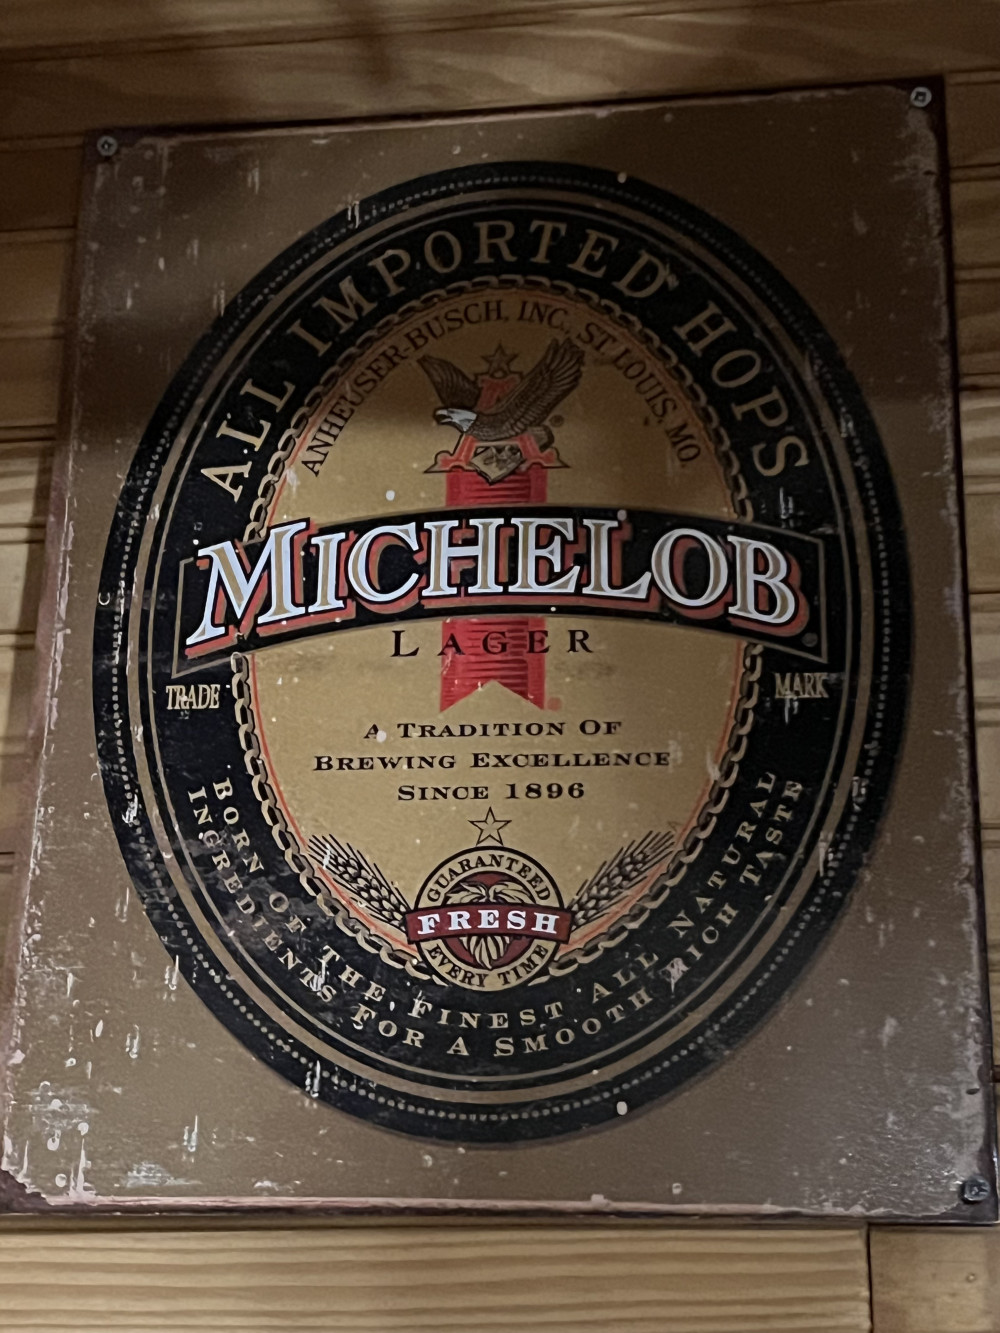 ALL IMPORTED HOPS
ANHEUSER-BUSCH, INC., ST LOUIS, MO.
MICHELOB
®
LAGER
®
TRADE MARK
A TRADITION OF
BREWING EXCELLENCE
SINCE 1896
GUARANTEED
FRESH
EVERY TIME
BORN OF THE FINEST ALL NATURAL
INGREDIENTS FOR A SMOOTH RICH TASTE